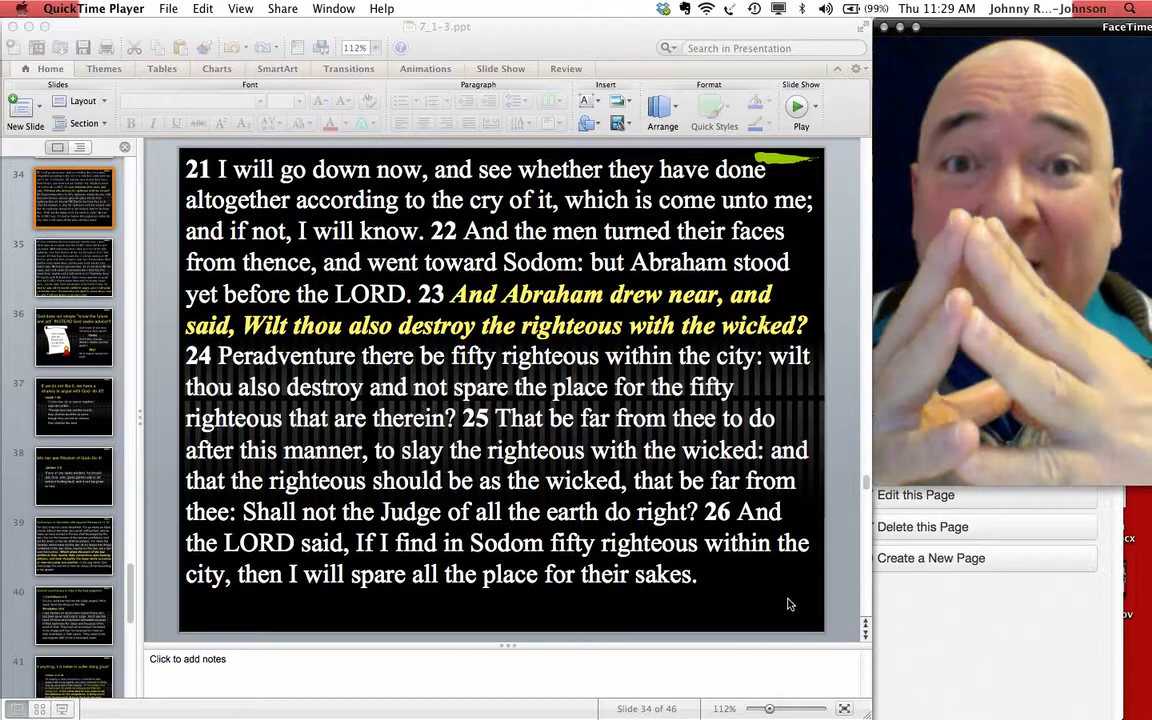 QuickTime Player File Edit View Share Window Help (99%) Thu 11:29 AM Johnny R...-Johnson
7_1-3.ppt
FaceTime
112% Search in Presentation
Home Themes Tables Charts SmartArt Transitions Animations Slide Show Review
Slides Font Paragraph Insert Format Slide Show
Layout
Section
New Slide Arrange Quick Styles Play
34
35
36
37
38
39
40
41
21 I will go down now, and see whether they have done
altogether according to the cry of it, which is come unto me;
and if not, I will know. 22 And the men turned their faces
from thence, and went toward Sodom: but Abraham stood
yet before the LORD. 23 And Abraham drew near, and
said, Wilt thou also destroy the righteous with the wicked?
24 Peradventure there be fifty righteous within the city: wilt
thou also destroy and not spare the place for the fifty
righteous that are therein? 25 That be far from thee to do
after this manner, to slay the righteous with the wicked: and
that the righteous should be as the wicked, that be far from
thee: Shall not the Judge of all the earth do right? 26 And
the LORD said, If I find in Sodom fifty righteous within the
city, then I will spare all the place for their sakes.
Click to add notes
Slide 34 of 46 112%
Edit this Page
Delete this Page
Create a New Page
ocx
ov